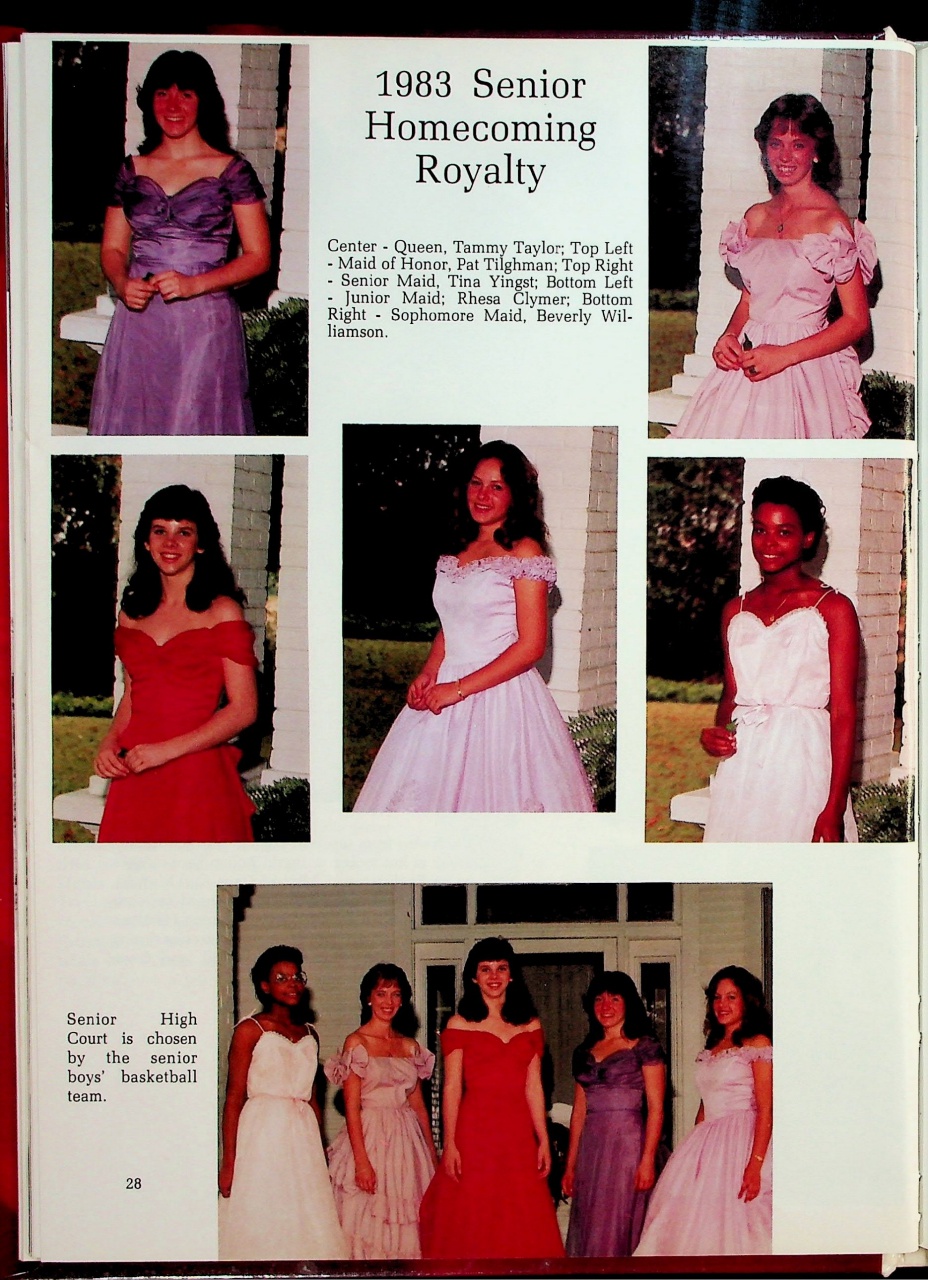 1983 Senior
Homecoming
Royalty
Center - Queen, Tammy Taylor; Top Left
- Maid of Honor, Pat Tilghman; Top Right
- Senior Maid, Tina Yingst; Bottom Left
- Junior Maid; Rhesa Clymer; Bottom
Right - Sophomore Maid, Beverly Wil-
liamson.
Senior High
Court is chosen
by the senior
boys' basketball
team.
28